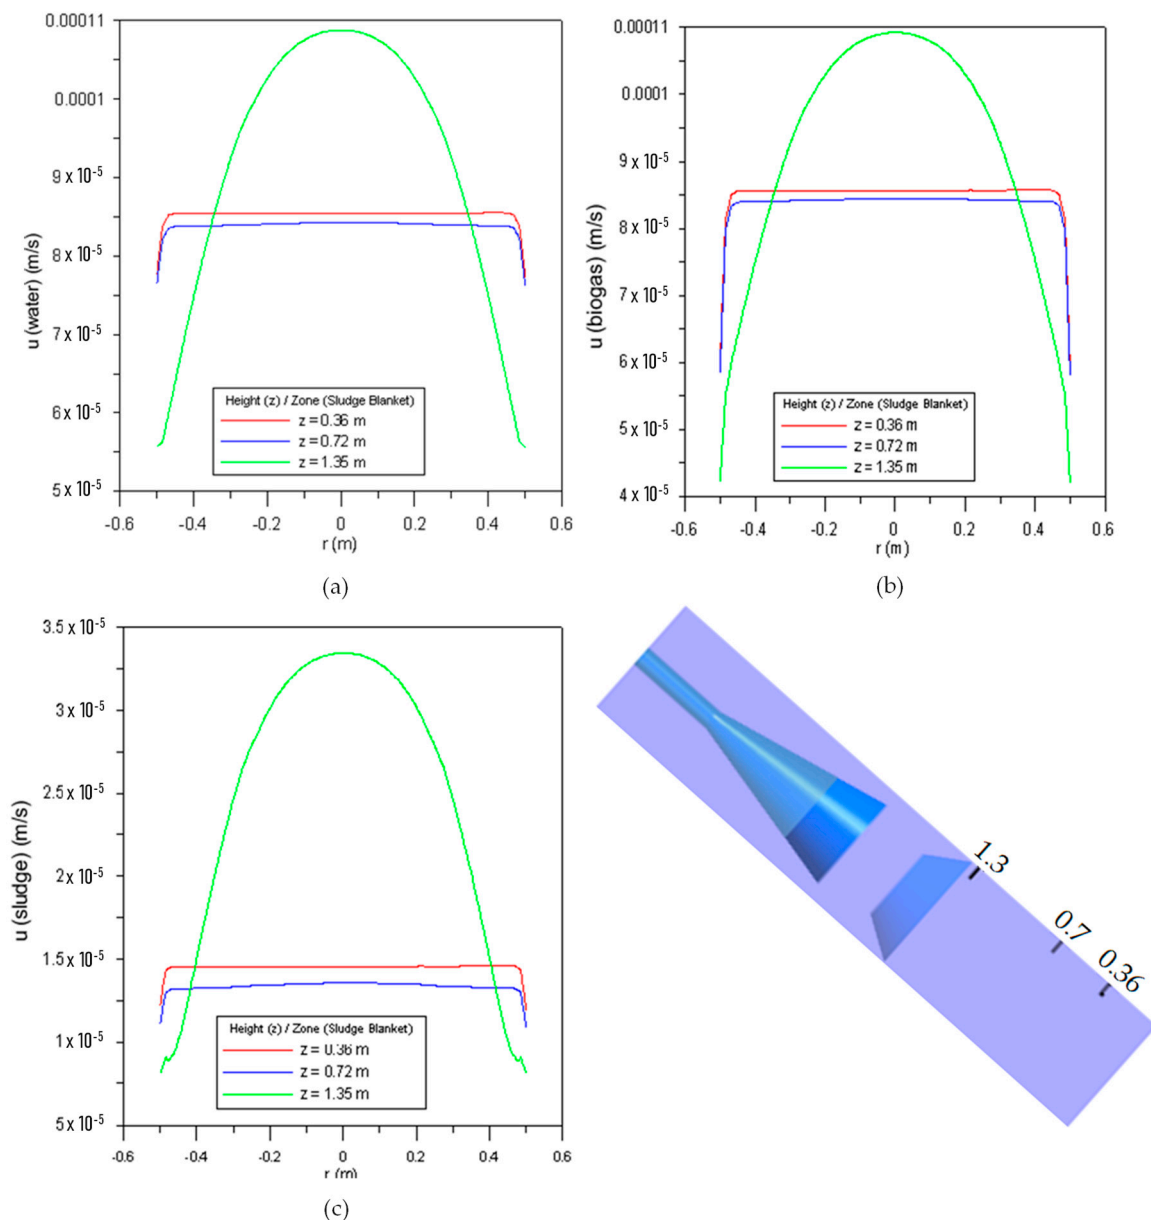 0.00011
0.0001
9 x 10⁻⁵
8 x 10⁻⁵
7 x 10⁻⁵
6 x 10⁻⁵
5 x 10⁻⁵
u (water) (m/s)
Height (z) / Zone (Sludge Blanket)
z = 0.36 m
z = 0.72 m
z = 1.35 m
-0.6 -0.4 -0.2 0 0.2 0.4 0.6
r (m)
(a)
0.00011
0.0001
9 x 10⁻⁵
8 x 10⁻⁵
7 x 10⁻⁵
6 x 10⁻⁵
5 x 10⁻⁵
4 x 10⁻⁵
u (biogas) (m/s)
Height (z) / Zone (Sludge Blanket)
z = 0.36 m
z = 0.72 m
z = 1.35 m
-0.6 -0.4 -0.2 0 0.2 0.4 0.6
r (m)
(b)
3.5 x 10⁻⁵
3 x 10⁻⁵
2.5 x 10⁻⁵
2 x 10⁻⁵
1.5 x 10⁻⁵
1 x 10⁻⁵
5 x 10⁻⁵
u (sludge) (m/s)
Height (z) / Zone (Sludge Blanket)
z = 0.36 m
z = 0.72 m
z = 1.35 m
-0.6 -0.4 -0.2 0 0.2 0.4 0.6
r (m)
(c)
1.3
0.7
0.36